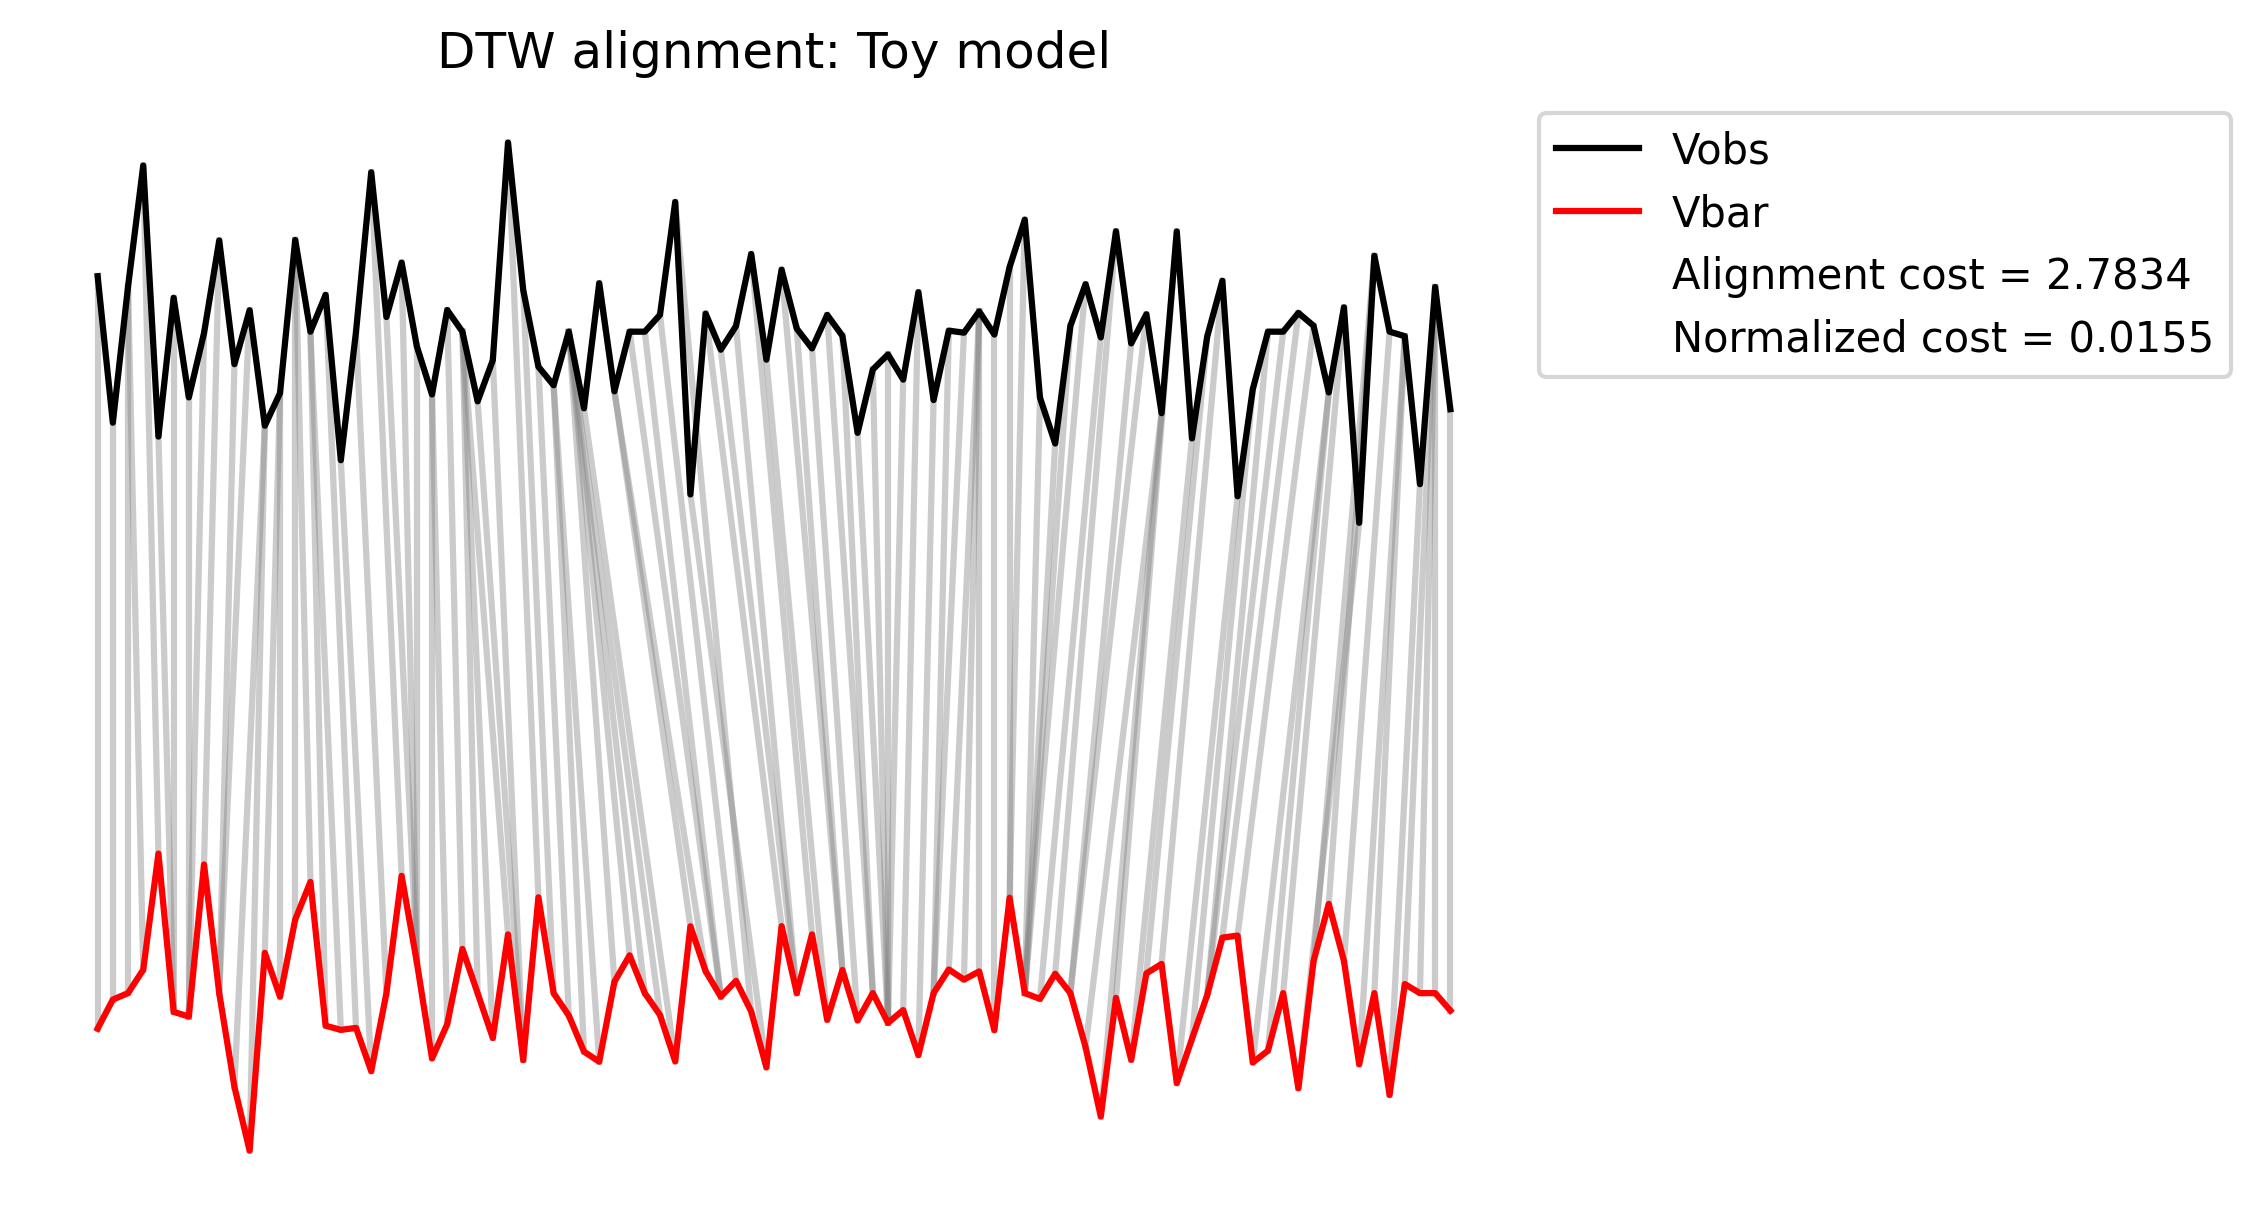 DTW alignment: Toy model
Vobs
Vbar
Alignment cost = 2.7834
Normalized cost = 0.0155